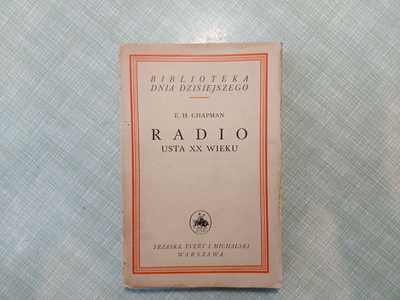 BIBLIOTEKA
DNIA DZISIEJSZEGO
E. H. CHAPMAN
RADIO
USTA XX WIEKU
TRZASKA, EVERT I MICHALSKI
WARSZAWA